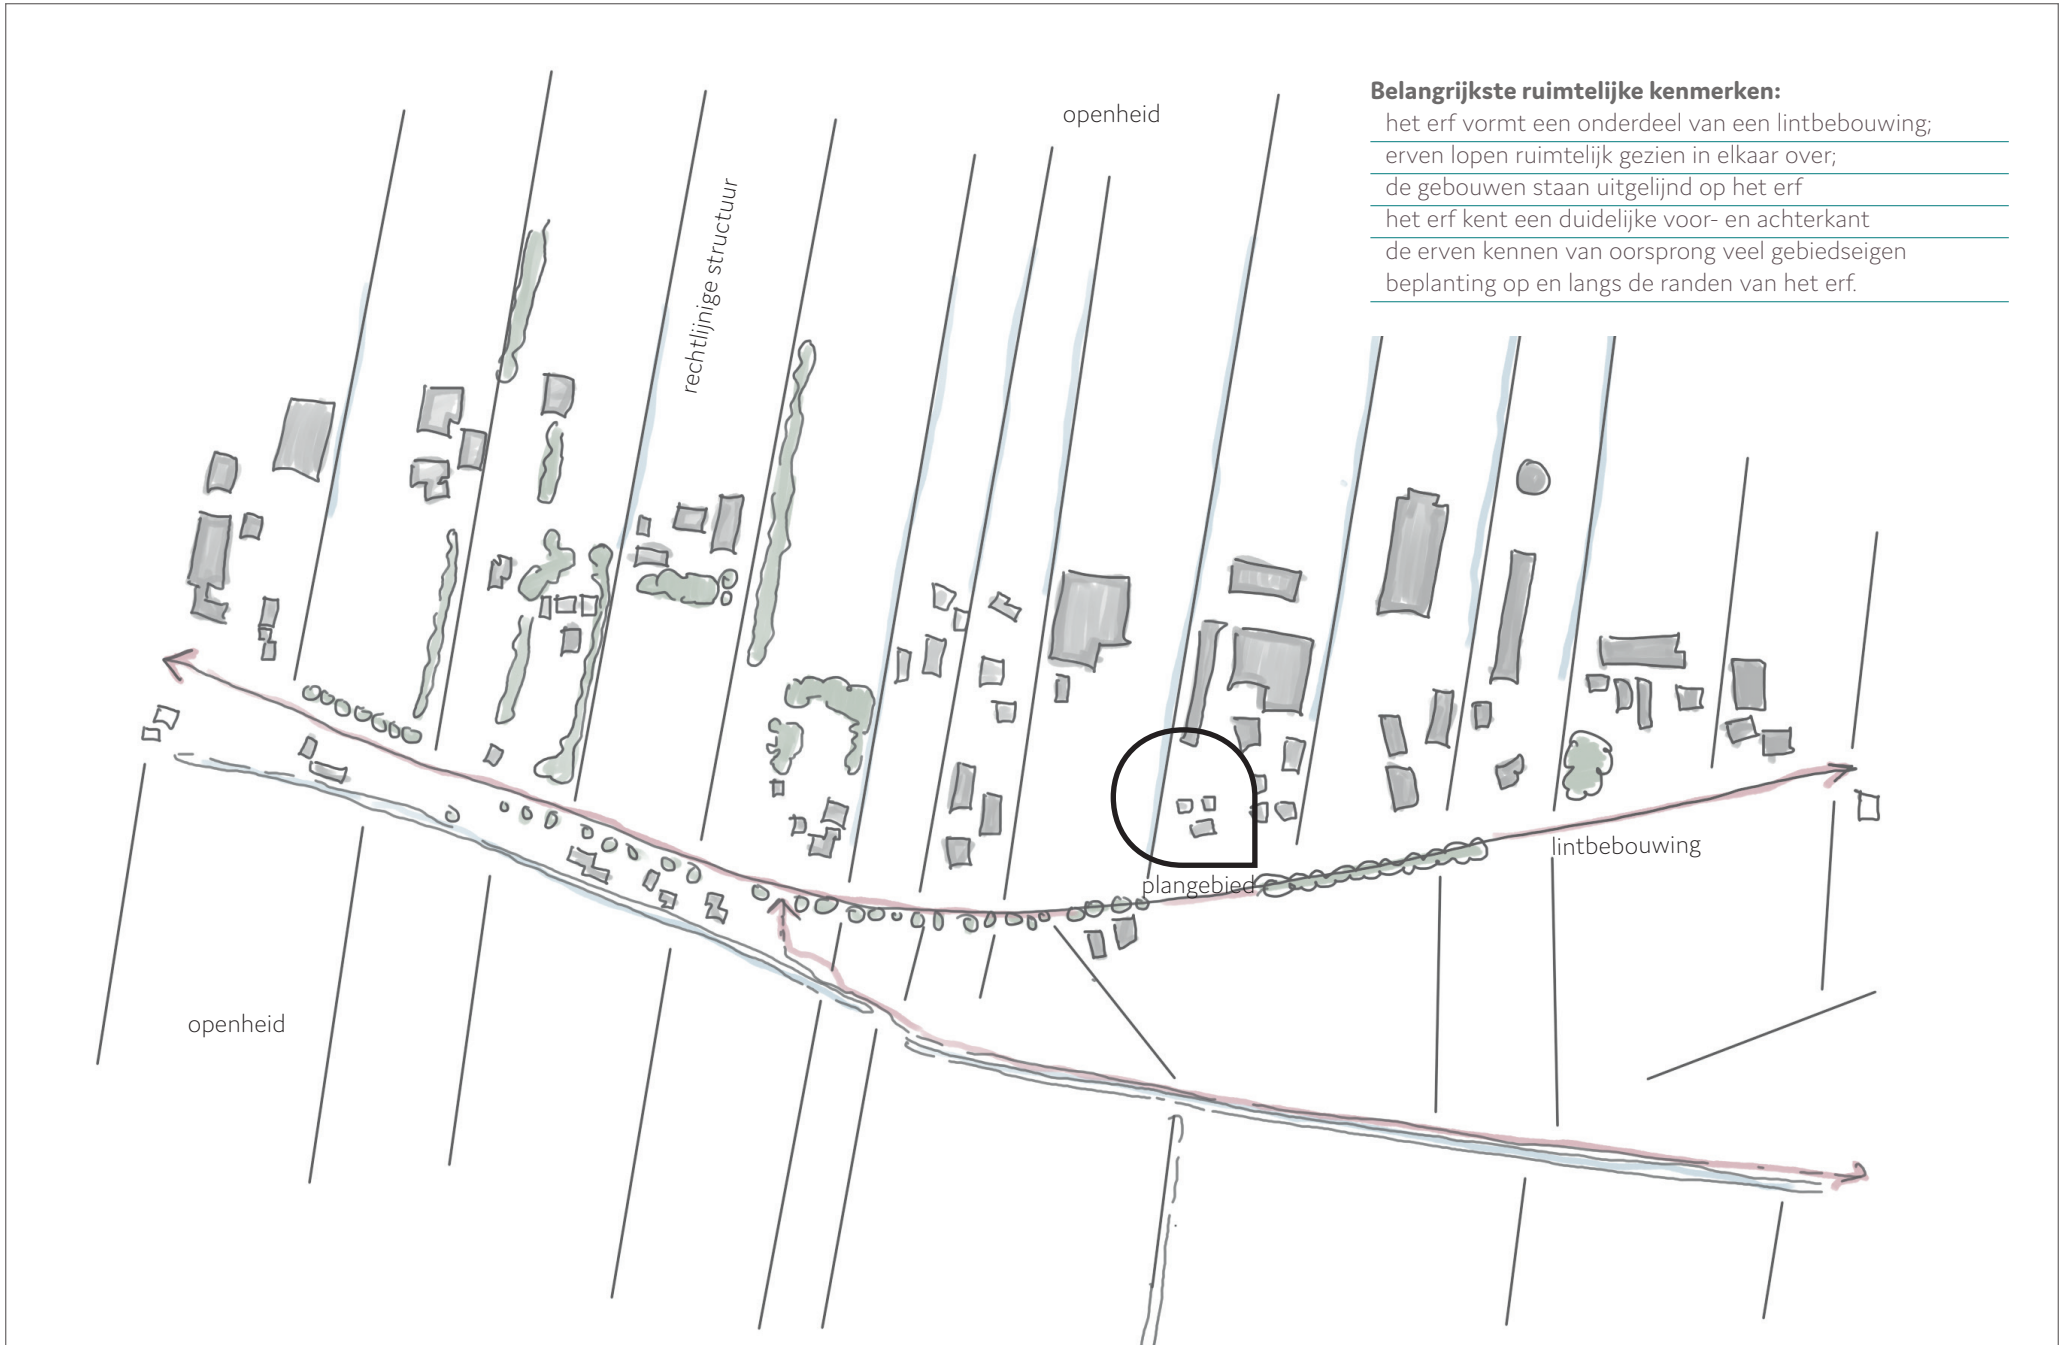 openheid
Belangrijkste ruimtelijke kenmerken:
het erf vormt een onderdeel van een lintbebouwing;
erven lopen ruimtelijk gezien in elkaar over;
de gebouwen staan uitgelijnd op het erf
het erf kent een duidelijke voor- en achterkant
de erven kennen van oorsprong veel gebiedseigen
beplanting op en langs de randen van het erf.
rechtlijnige structuur
lintbebouwing
plangebied
openheid